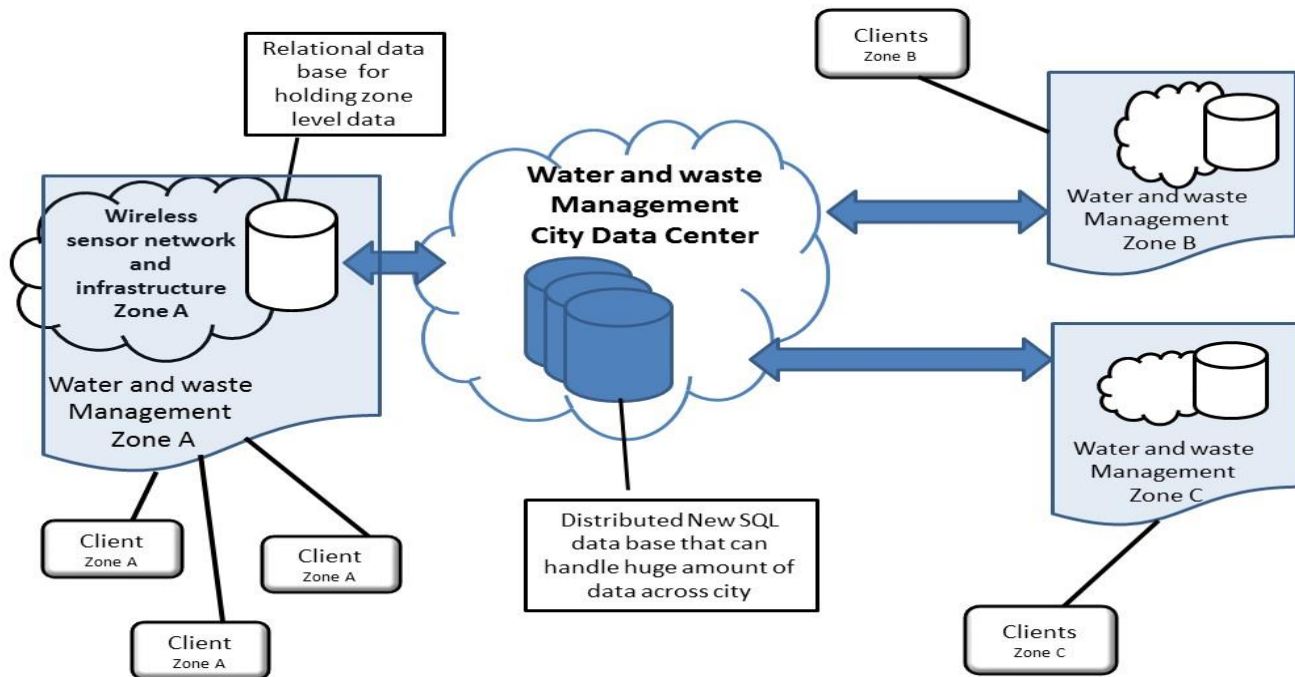 Relational data
base for
holding zone
level data
Wireless
sensor network
and
infrastructure
Zone A
Water and waste
Management
Zone A
Client
Zone A
Client
Zone A
Client
Zone A
Water and waste
Management
City Data Center
Distributed New SQL
data base that can
handle huge amount of
data across city
Clients
Zone B
Water and waste
Management
Zone B
Water and waste
Management
Zone C
Clients
Zone C